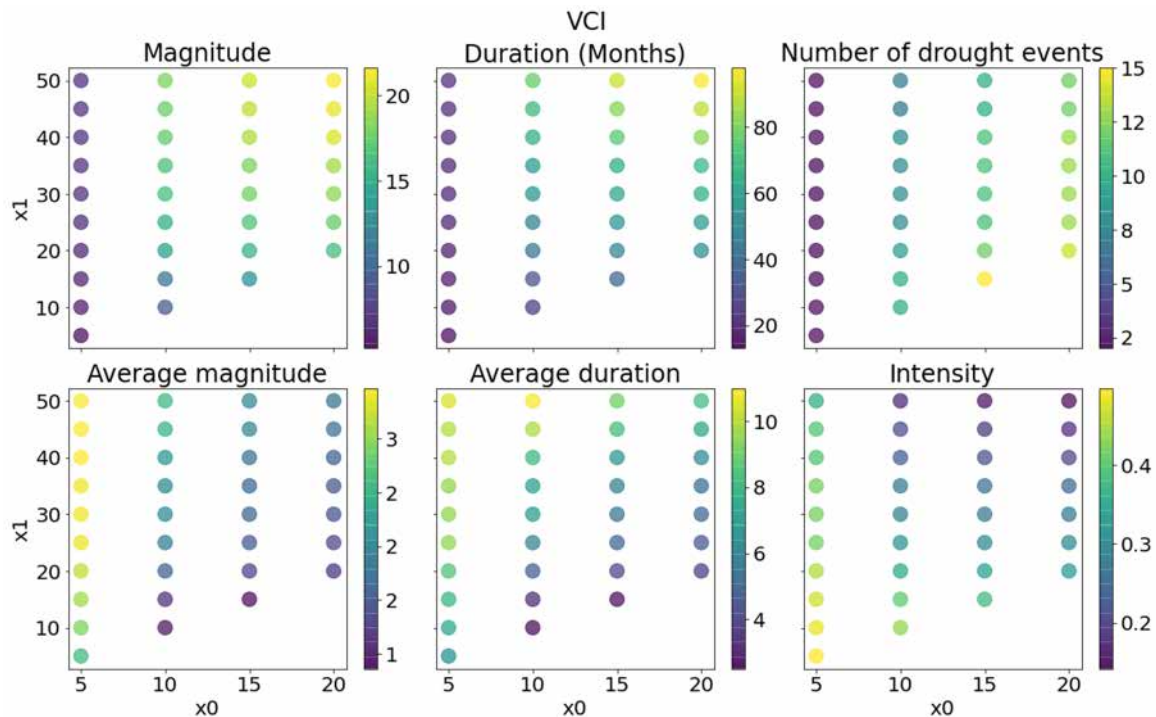 VCI
Magnitude
Duration (Months)
Number of drought events
x1
50
40
30
20
10
20
15
10
80
60
40
20
15
12
10
8
5
2
Average magnitude
Average duration
Intensity
x1
50
40
30
20
10
3
2
2
2
1
10
8
6
4
0.4
0.3
0.2
5 10 15 20
5 10 15 20
5 10 15 20
x0
x0
x0